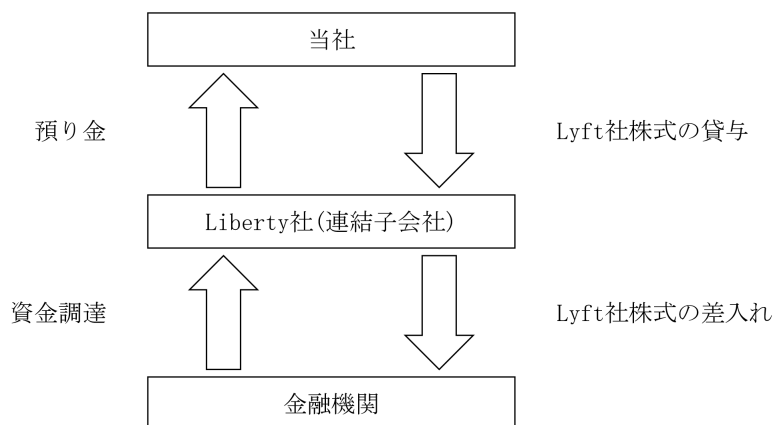 当社
預り金
Lyft社株式の貸与
Liberty社(連結子会社)
資金調達
Lyft社株式の差入れ
金融機関